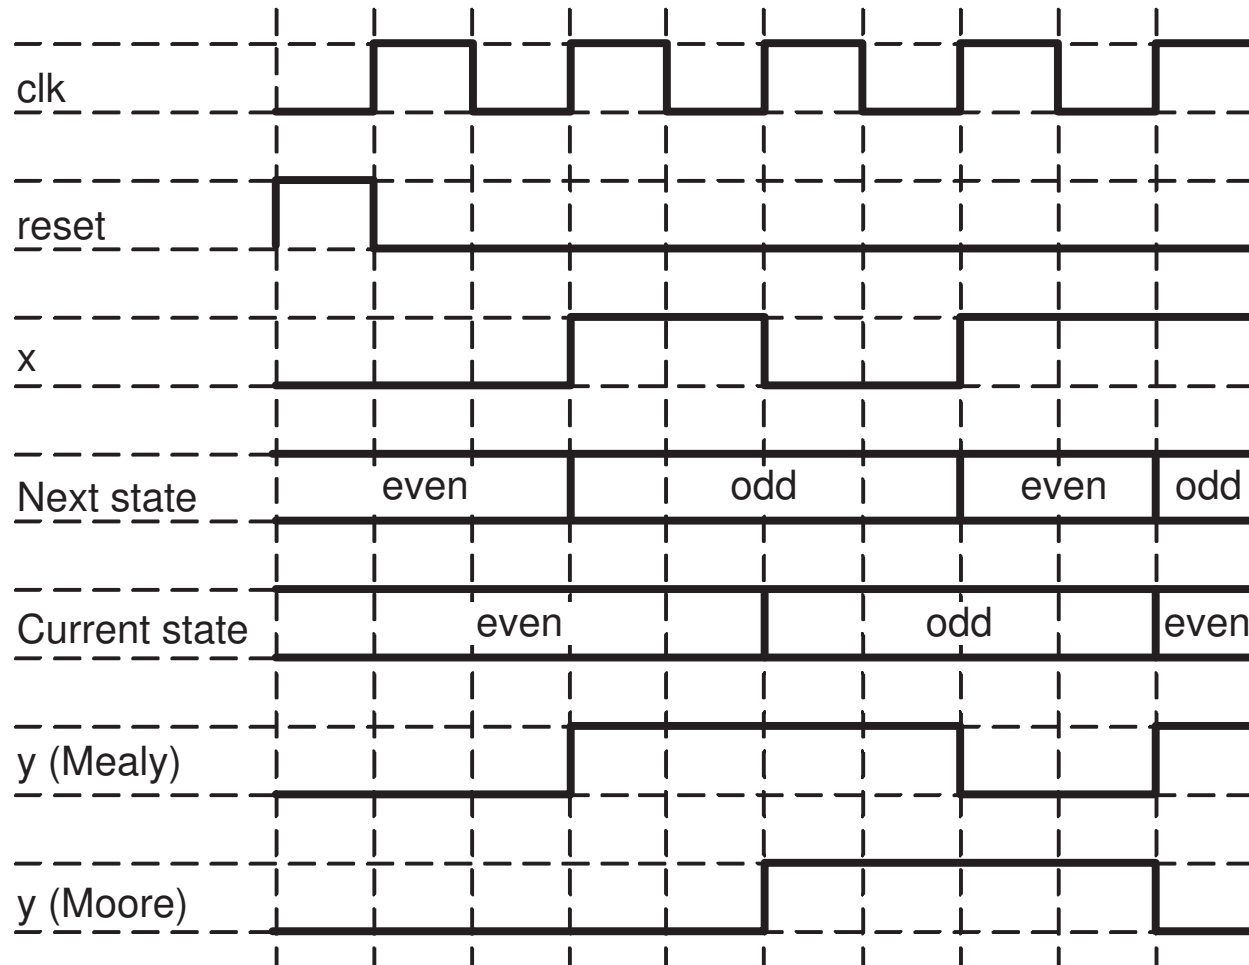 clk
reset
x
Next state even odd even odd
Current state even odd even
y (Mealy)
y (Moore)